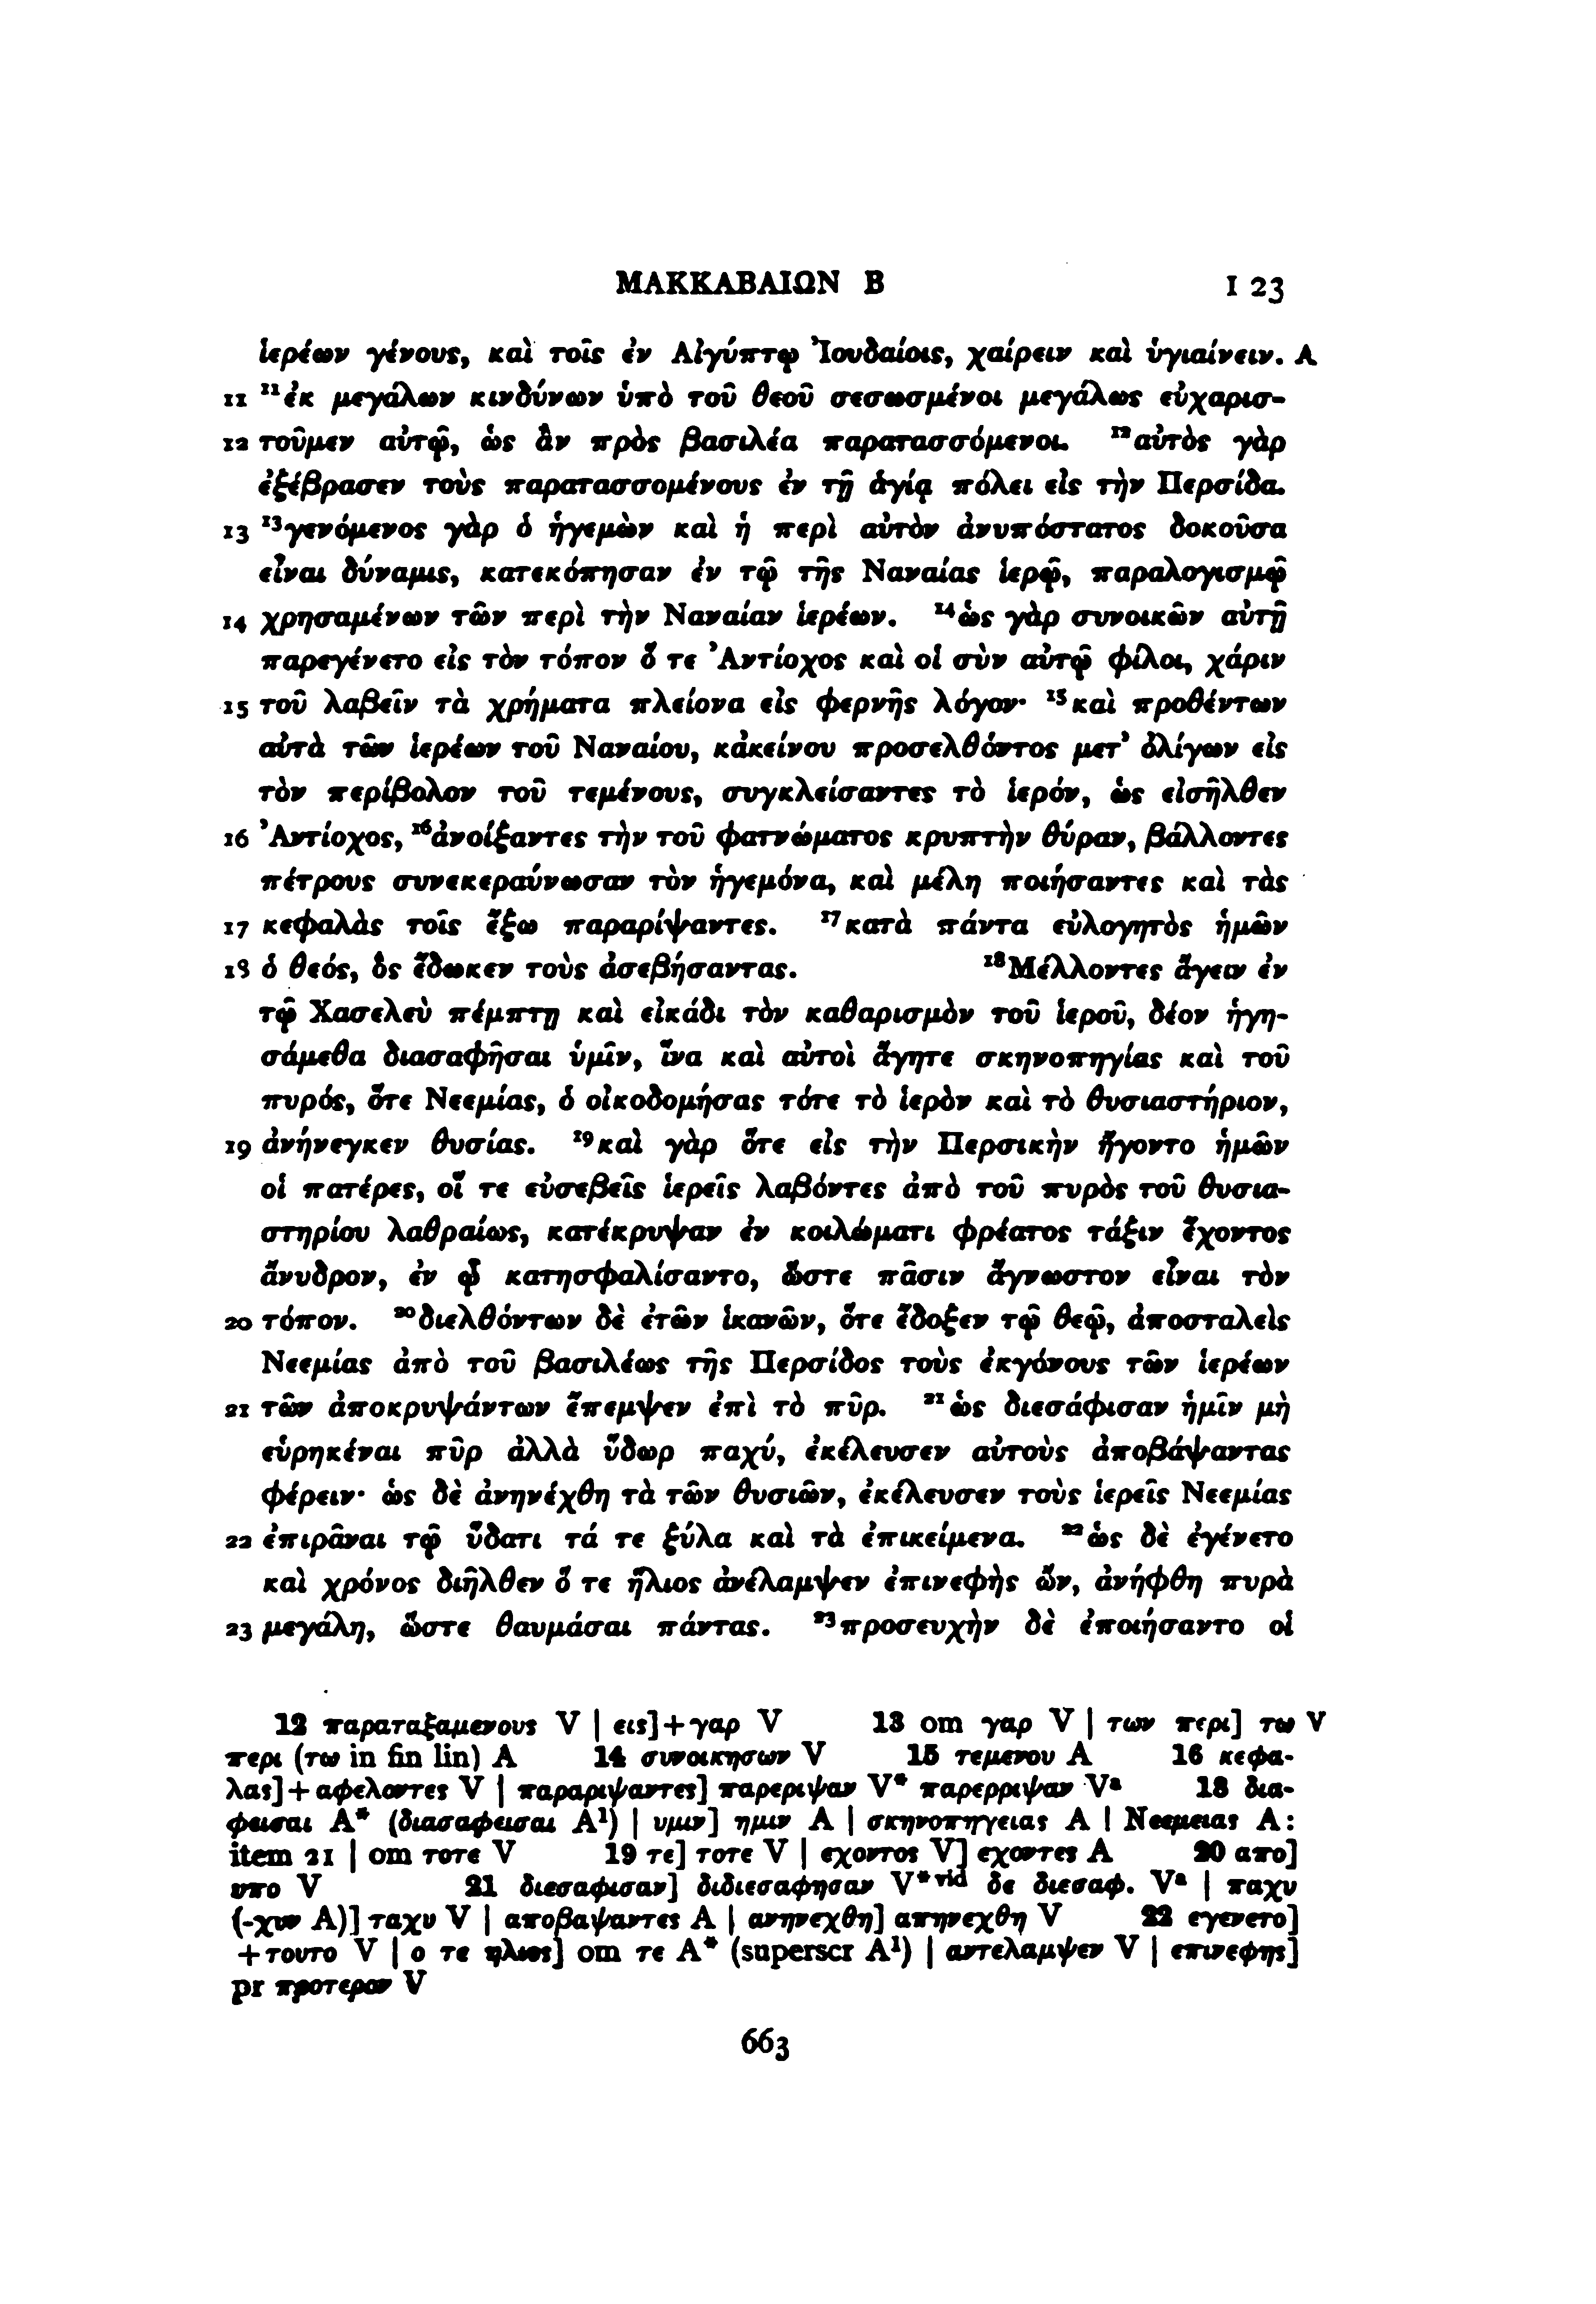 ΜΑΚΚΑΒΑΙΩΝ Β I 23
ἱερέων γένους, καὶ τοῖς ἐν Αἰγύπτῳ Ἰουδαίοις, χαίρειν καὶ ὑγιαίνειν. A
11 ¹¹ἐκ μεγάλων κινδύνων ὑπὸ τοῦ θεοῦ σεσωσμένοι μεγάλως εὐχαρισ-
12 τοῦμεν αὐτῷ, ὡς ἂν πρὸς βασιλέα παρατασσόμενοι. ¹²αὐτὸς γὰρ
ἐξέβρασεν τοὺς παρατασσομένους ἐν τῇ ἁγίᾳ πόλει εἰς τὴν Περσίδα.
13 ¹³γενόμενος γὰρ ὁ ἡγεμὼν καὶ ἡ περὶ αὐτὸν ἀνυπόστατος δοκοῦσα
εἶναι δύναμις, κατεκόπησαν ἐν τῷ τῆς Ναναίας ἱερῷ, παραλογισμῷ
14 χρησαμένων τῶν περὶ τὴν Ναναίαν ἱερέων. ¹⁴ὡς γὰρ συνοικῶν αὐτῇ
παρεγένετο εἰς τὸν τόπον ὅ τε Ἀντίοχος καὶ οἱ σὺν αὐτῷ φίλοι, χάριν
15 τοῦ λαβεῖν τὰ χρήματα πλείονα εἰς φερνῆς λόγον· ¹⁵καὶ προθέντων
αὐτὰ τῶν ἱερέων τοῦ Ναναίου, κἀκείνου προσελθόντος μετ’ ὀλίγων εἰς
τὸν περίβολον τοῦ τεμένους, συγκλείσαντες τὸ ἱερόν, ὡς εἰσῆλθεν
16 Ἀντίοχος, ¹⁶ἀνοίξαντες τὴν τοῦ φατνώματος κρυπτὴν θύραν, βάλλοντες
πέτρους συνεκεραύνωσαν τὸν ἡγεμόνα, καὶ μέλη ποιήσαντες καὶ τὰς
17 κεφαλὰς τοῖς ἔξω παραρίψαντες. ¹⁷κατὰ πάντα εὐλογητὸς ἡμῶν
18 ὁ θεός, ὃς ἔδωκεν τοὺς ἀσεβήσαντας. ¹⁸Μέλλοντες ἄγειν ἐν
τῷ Χασελεὺ πέμπτῃ καὶ εἰκάδι τὸν καθαρισμὸν τοῦ ἱεροῦ, δέον ἡγη-
σάμεθα διασαφῆσαι ὑμῖν, ἵνα καὶ αὐτοὶ ἄγητε σκηνοπηγίας καὶ τοῦ
πυρός, ὅτε Νεεμίας, ὁ οἰκοδομήσας τότε τὸ ἱερὸν καὶ τὸ θυσιαστήριον,
19 ἀνήνεγκεν θυσίας. ¹⁹καὶ γὰρ ὅτε εἰς τὴν Περσικὴν ἤγοντο ἡμῶν
οἱ πατέρες, οἵ τε εὐσεβεῖς ἱερεῖς λαβόντες ἀπὸ τοῦ πυρὸς τοῦ θυσια-
στηρίου λαθραίως, κατέκρυψαν ἐν κοιλώματι φρέατος τάξιν ἔχοντος
ἄνυδρον, ἐν ᾧ κατησφαλίσαντο, ὥστε πᾶσιν ἄγνωστον εἶναι τὸν
20 τόπον. ²⁰διελθόντων δὲ ἐτῶν ἱκανῶν, ὅτε ἔδοξεν τῷ θεῷ, ἀποσταλεὶς
Νεεμίας ἀπὸ τοῦ βασιλέως τῆς Περσίδος τοὺς ἐκγόνους τῶν ἱερέων
21 τῶν ἀποκρυψάντων ἔπεμψεν ἐπὶ τὸ πῦρ. ²¹ὡς διεσάφισαν ἡμῖν μὴ
εὑρηκέναι πῦρ ἀλλὰ ὕδωρ παχύ, ἐκέλευσεν αὐτοὺς ἀποβάψαντας
φέρειν· ὡς δὲ ἀνηνέχθη τὰ τῶν θυσιῶν, ἐκέλευσεν τοὺς ἱερεῖς Νεεμίας
22 ἐπιρᾶναι τῷ ὕδατι τά τε ξύλα καὶ τὰ ἐπικείμενα. ²²ὡς δὲ ἐγένετο
καὶ χρόνος διῆλθεν ὅ τε ἥλιος ἀνέλαμψεν ἐπινεφὴς ὤν, ἀνήφθη πυρὰ
23 μεγάλη, ὥστε θαυμάσαι πάντας. ²³προσευχὴν δὲ ἐποιήσαντο οἱ
12 παραταξαμενους V | εις]+γαρ V 13 om γαρ V | των περι] τω V
περι (τω in fin lin) A 14 συνοικησων V 15 τεμενου A 16 κεφα-
λας]+αφελοντες V | παραριψαντες] παρεριψαν V* παρερριψαν Vᵃ 18 δια-
φεισαι A* (διασαφεισαι A¹) | υμιν] ημιν A | σκηνοπηγειας A | Νεεμειας A:
item 21 | om τοτε V 19 τε] τοτε V | εχοντος V] εχοντες A 20 απο]
υπο V 21 διεσαφισαν] διδιεσαφησαν V*ᵛⁱᵈ δε διεσαφ. Vᵃ | παχυ
(-χυν A)] ταχυ V | αποβαψαντες A | ανηνεχθη] απηνεχθη V 22 εγενετο]
+τουτο V | ο τε ηλιος] om τε A* (superscr A¹) | αντελαμψεν V | επινεφης]
pr προτερον V
663